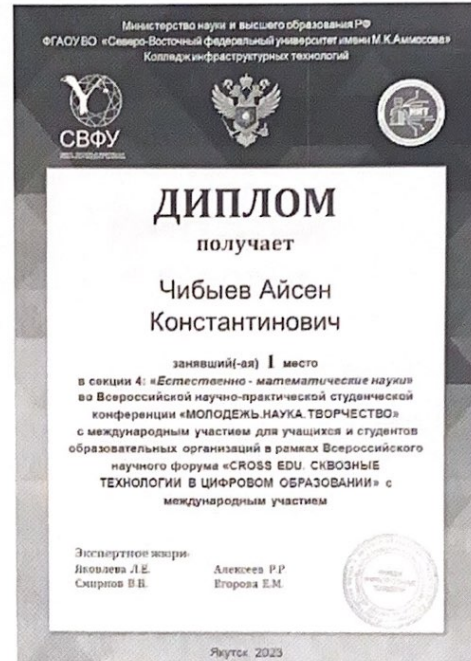 Министерство науки и высшего образования РФ
ФГАОУ ВО «Северо-Восточный федеральный университет имени М.К.Аммосова»
Колледж инфраструктурных технологий
СВФУ
ДИПЛОМ
получает
Чибыев Айсен
Константинович
занявший(-ая) 1 место
в секции 4: «Естественно - математические науки»
во Всероссийской научно-практической студенческой
конференции «МОЛОДЕЖЬ.НАУКА.ТВОРЧЕСТВО»
с международным участием для учащихся и студентов
образовательных организаций в рамках Всероссийского
научного форума «CROSS EDU. СКВОЗНЫЕ
ТЕХНОЛОГИИ В ЦИФРОВОМ ОБРАЗОВАНИИ» с
международным участием
Экспертное жюри:
Яковлева Л.Е. Алексеев Р.Р.
Смирнов В.В. Егорова Е.М.
Якутск 2023